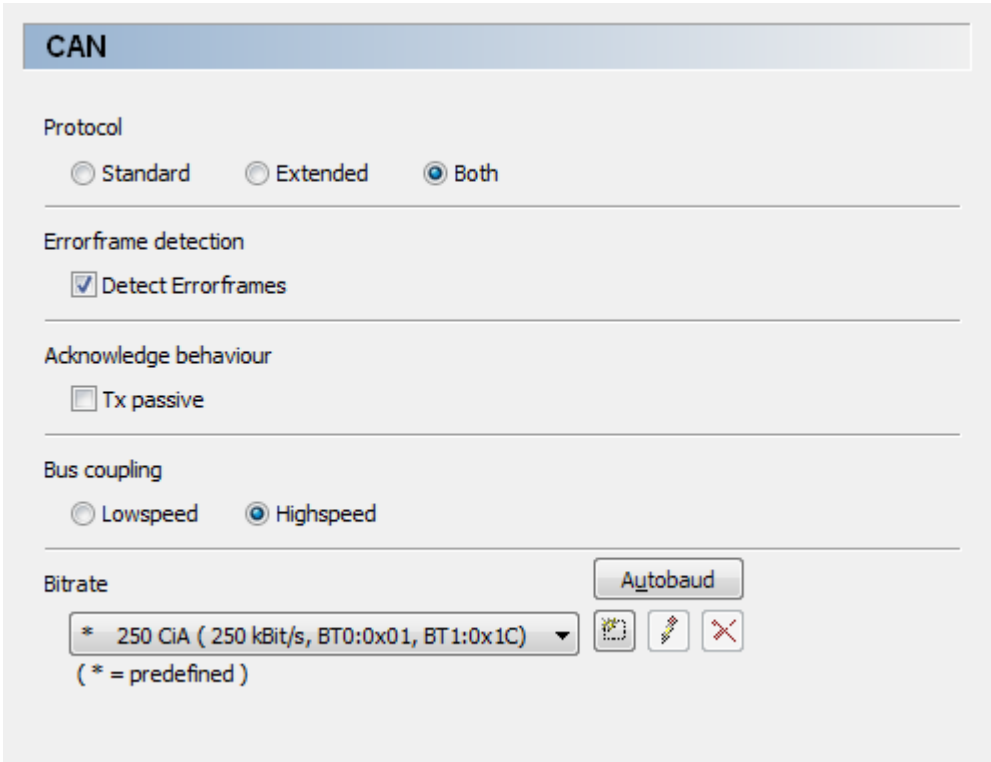 CAN
Protocol
Standard Extended Both
Errorframe detection
Detect Errorframes
Acknowledge behaviour
Tx passive
Bus coupling
Lowspeed Highspeed
Bitrate Autobaud
* 250 CiA ( 250 kBit/s, BT0:0x01, BT1:0x1C)
( * = predefined )